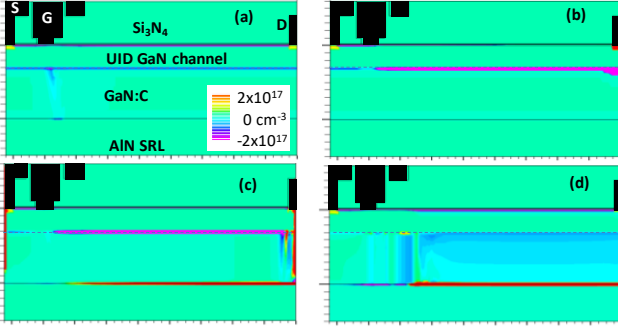 S
G
Si3N4
(a)
D
UID GaN channel
GaN:C
2x10^17
0 cm^-3
-2x10^17
AlN SRL
(b)
(c)
(d)